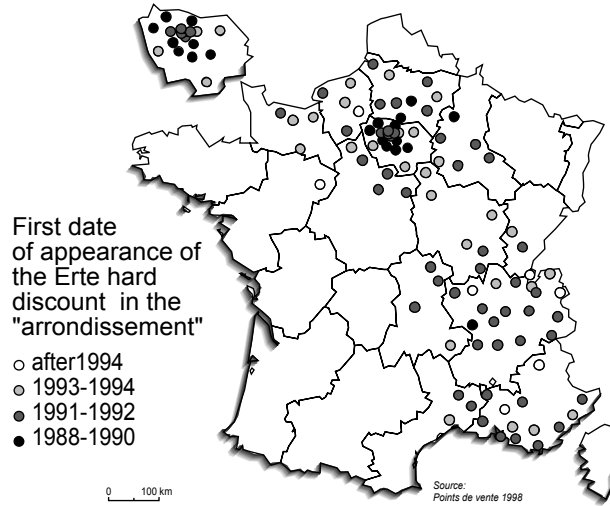 First date
of appearance of
the Erte hard
discount in the
"arrondissement"
after1994
1993-1994
1991-1992
1988-1990
0 100 km
Source:
Points de vente 1998